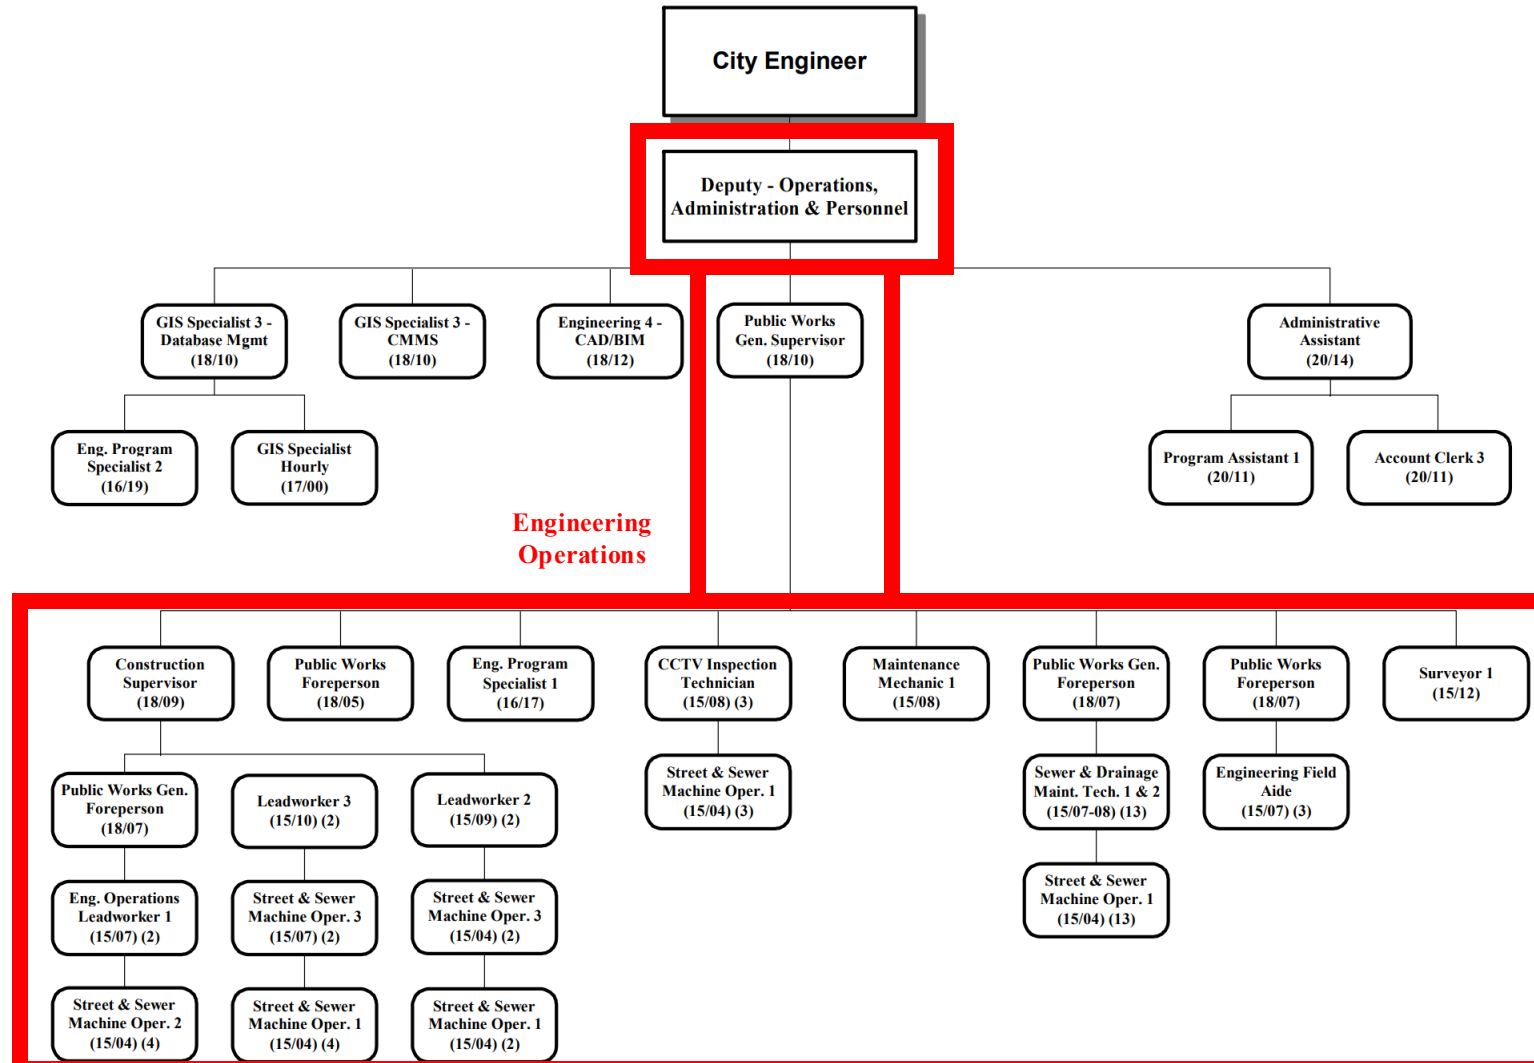 City Engineer
Deputy - Operations,
Administration & Personnel
GIS Specialist 3 -
Database Mgmt
(18/10)
GIS Specialist 3 -
CMMS
(18/10)
Engineering 4 -
CAD/BIM
(18/12)
Public Works
Gen. Supervisor
(18/10)
Administrative
Assistant
(20/14)
Eng. Program
Specialist 2
(16/19)
GIS Specialist
Hourly
(17/00)
Program Assistant 1
(20/11)
Account Clerk 3
(20/11)
Engineering
Operations
Construction
Supervisor
(18/09)
Public Works
Foreperson
(18/05)
Eng. Program
Specialist 1
(16/17)
CCTV Inspection
Technician
(15/08) (3)
Maintenance
Mechanic 1
(15/08)
Public Works Gen.
Foreperson
(18/07)
Public Works
Foreperson
(18/07)
Surveyor 1
(15/12)
Public Works Gen.
Foreperson
(18/07)
Leadworker 3
(15/10) (2)
Leadworker 2
(15/09) (2)
Street & Sewer
Machine Oper. 1
(15/04) (3)
Sewer & Drainage
Maint. Tech. 1 & 2
(15/07-08) (13)
Engineering Field
Aide
(15/07) (3)
Eng. Operations
Leadworker 1
(15/07) (2)
Street & Sewer
Machine Oper. 3
(15/07) (2)
Street & Sewer
Machine Oper. 3
(15/04) (2)
Street & Sewer
Machine Oper. 1
(15/04) (13)
Street & Sewer
Machine Oper. 2
(15/04) (4)
Street & Sewer
Machine Oper. 1
(15/04) (4)
Street & Sewer
Machine Oper. 1
(15/04) (2)